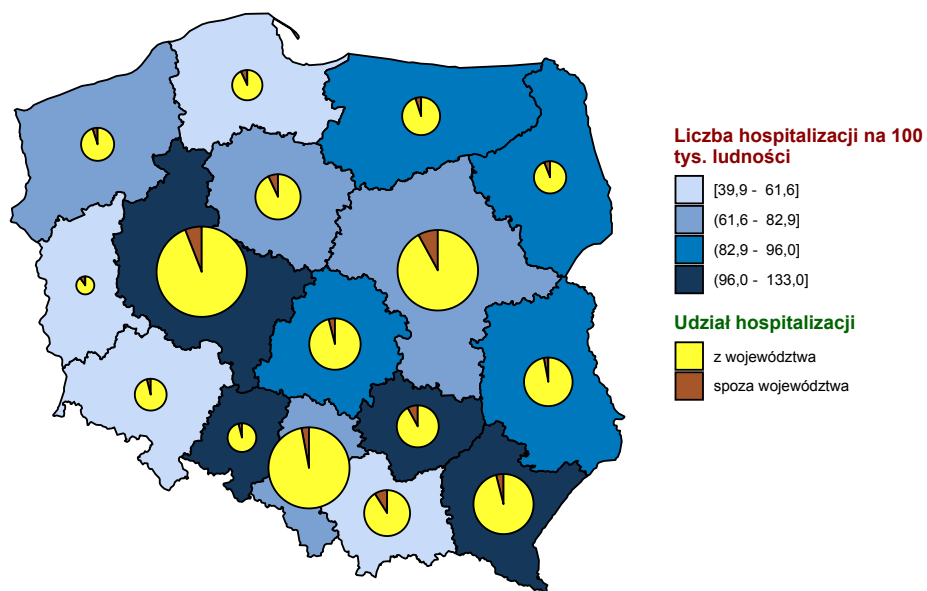 Liczba hospitalizacji na 100
tys. ludności
[39,9 - 61,6]
(61,6 - 82,9]
(82,9 - 96,0]
(96,0 - 133,0]
Udział hospitalizacji
z województwa
spoza województwa